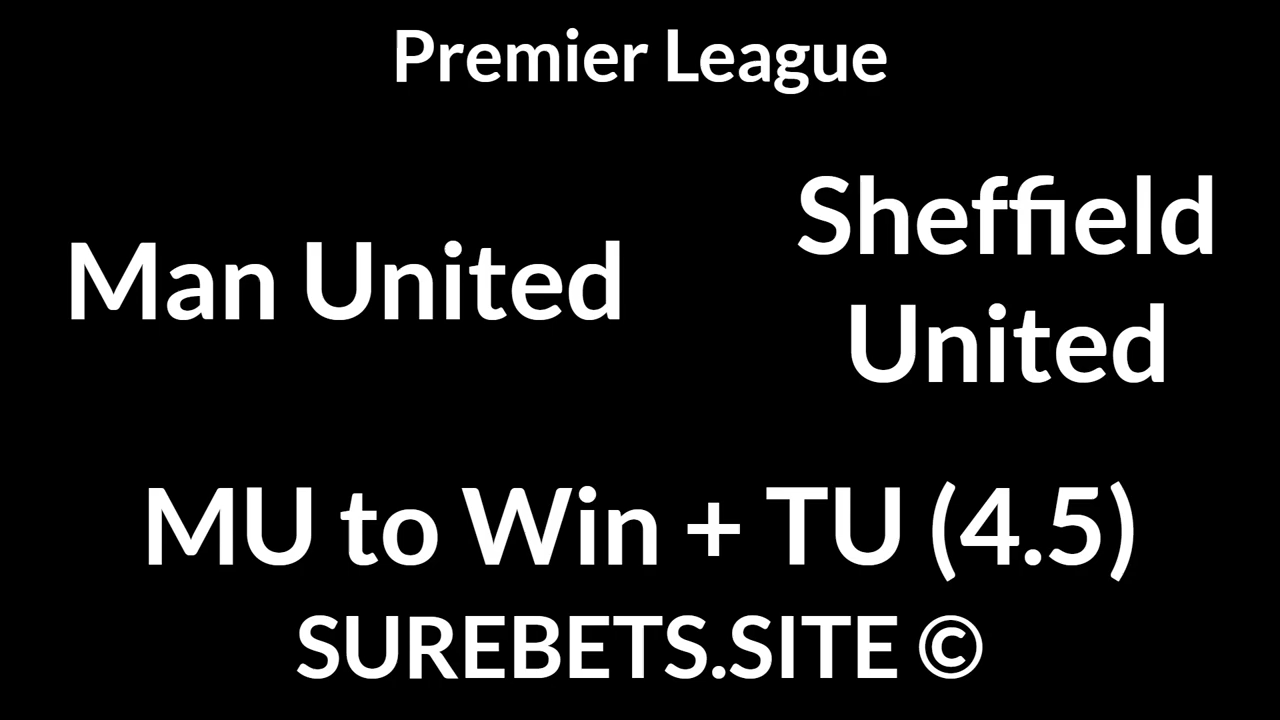 Premier League
Man United
Sheffield
United
MU to Win + TU (4.5)
SUREBETS.SITE ©